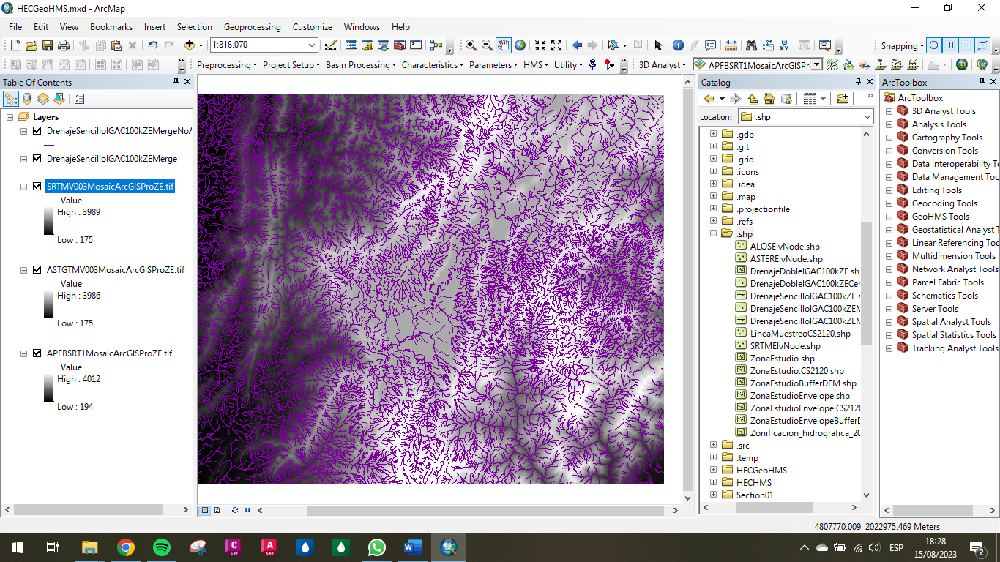 HECGeoHMS.mxd - ArcMap
File Edit View Bookmarks Insert Selection Geoprocessing Customize Windows Help
1:816,070
Snapping
Preprocessing Project Setup Basin Processing Characteristics Parameters HMS Utility
3D Analyst APFBSRT1MosaicArcGISPro
Table Of Contents
Layers
DrenajeSencilloIGAC100kZEMergeNoA
DrenajeSencilloIGAC100kZEMerge
SRTMV003MosaicArcGISProZE.tif
Value
High : 3989
Low : 175
ASTGTMV003MosaicArcGISProZE.tif
Value
High : 3986
Low : 175
APFBSRT1MosaicArcGISProZE.tif
Value
High : 4012
Low : 194
Catalog
Location: .shp
.gdb
.git
.grid
.icons
.idea
.map
.projectionfile
.refs
.shp
ALOSElvNode.shp
ASTERElvNode.shp
DrenajeDobleIGAC100kZE.sh
DrenajeDobleIGAC100kZECer
DrenajeSencilloIGAC100kZE.s
DrenajeSencilloIGAC100kZEM
DrenajeSencilloIGAC100kZEM
LineaMuestreoCS2120.shp
SRTMElvNode.shp
ZonaEstudio.shp
ZonaEstudio.CS2120.shp
ZonaEstudioBufferDEM.shp
ZonaEstudioEnvelope.shp
ZonaEstudioEnvelope.CS2120
ZonaEstudioEnvelopeBufferD
Zonificacion_hidrografica_20
.src
.temp
HECGeoHMS
HECHMS
Section01
ArcToolbox
ArcToolbox
3D Analyst Tools
Analysis Tools
Cartography Tools
Conversion Tools
Data Interoperability T
Data Management Too
Editing Tools
Geocoding Tools
GeoHMS Tools
Geostatistical Analyst T
Linear Referencing Too
Multidimension Tools
Network Analyst Tools
Parcel Fabric Tools
Schematics Tools
Server Tools
Spatial Analyst Tools
Spatial Statistics Tools
Tracking Analyst Tools
4807770.009 2022975.469 Meters
ESP
18:28
15/08/2023
2